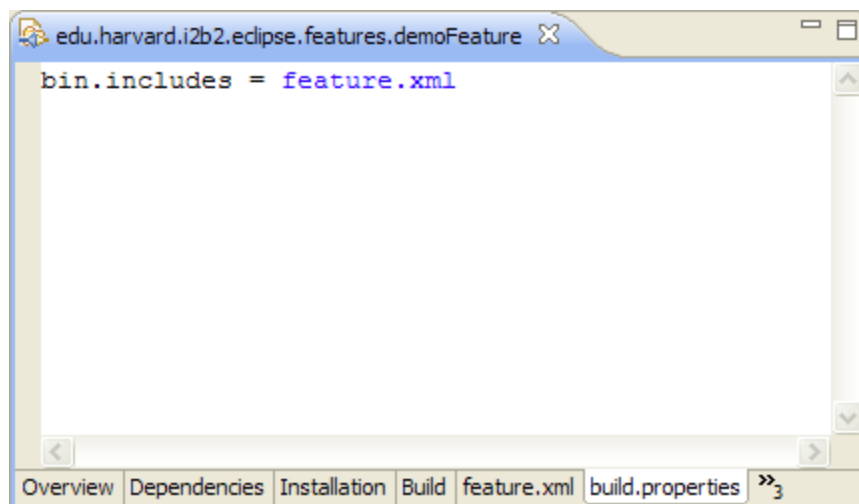 edu.harvard.i2b2.eclipse.features.demoFeature
bin.includes = feature.xml
Overview Dependencies Installation Build feature.xml build.properties »3